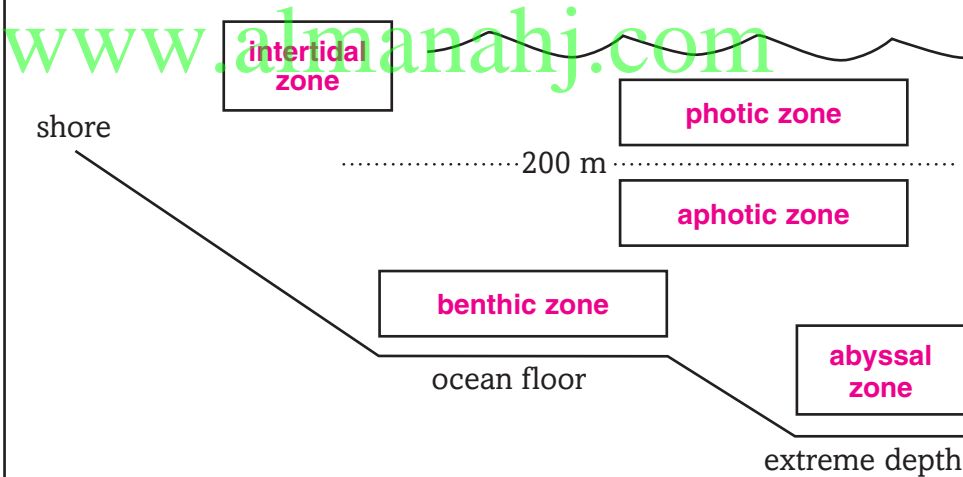 www.almanahj.com
intertidal
zone
photic zone
shore
200 m
aphotic zone
benthic zone
abyssal
zone
ocean floor
extreme depth